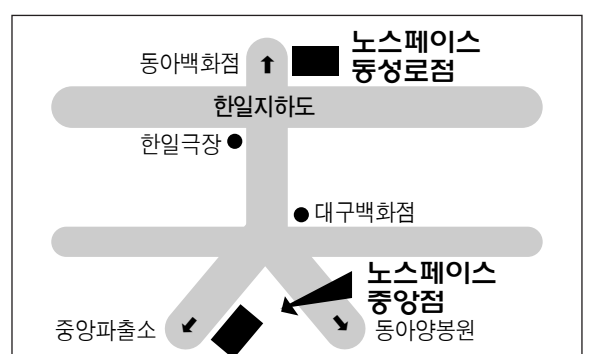 노스페이스
동성로점
동아백화점
한일지하도
한일극장
대구백화점
노스페이스
중앙점
중앙파출소
동아양봉원